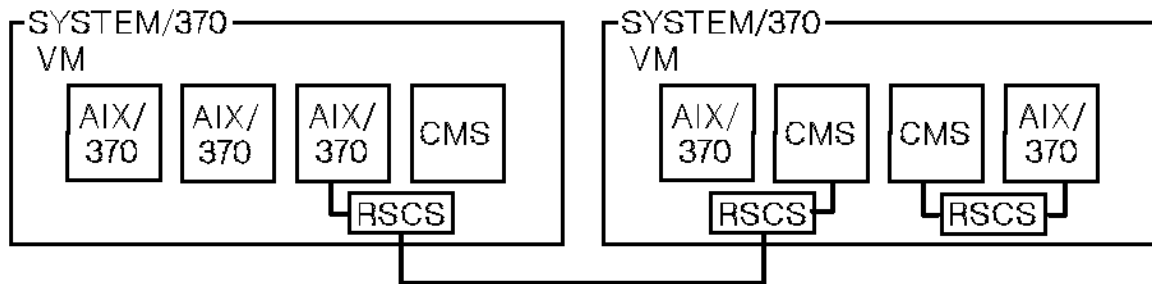 SYSTEM/370
VM
AIX/
370
AIX/
370
AIX/
370
CMS
RSCS
SYSTEM/370
VM
AIX/
370
CMS
CMS
AIX/
370
RSCS
RSCS